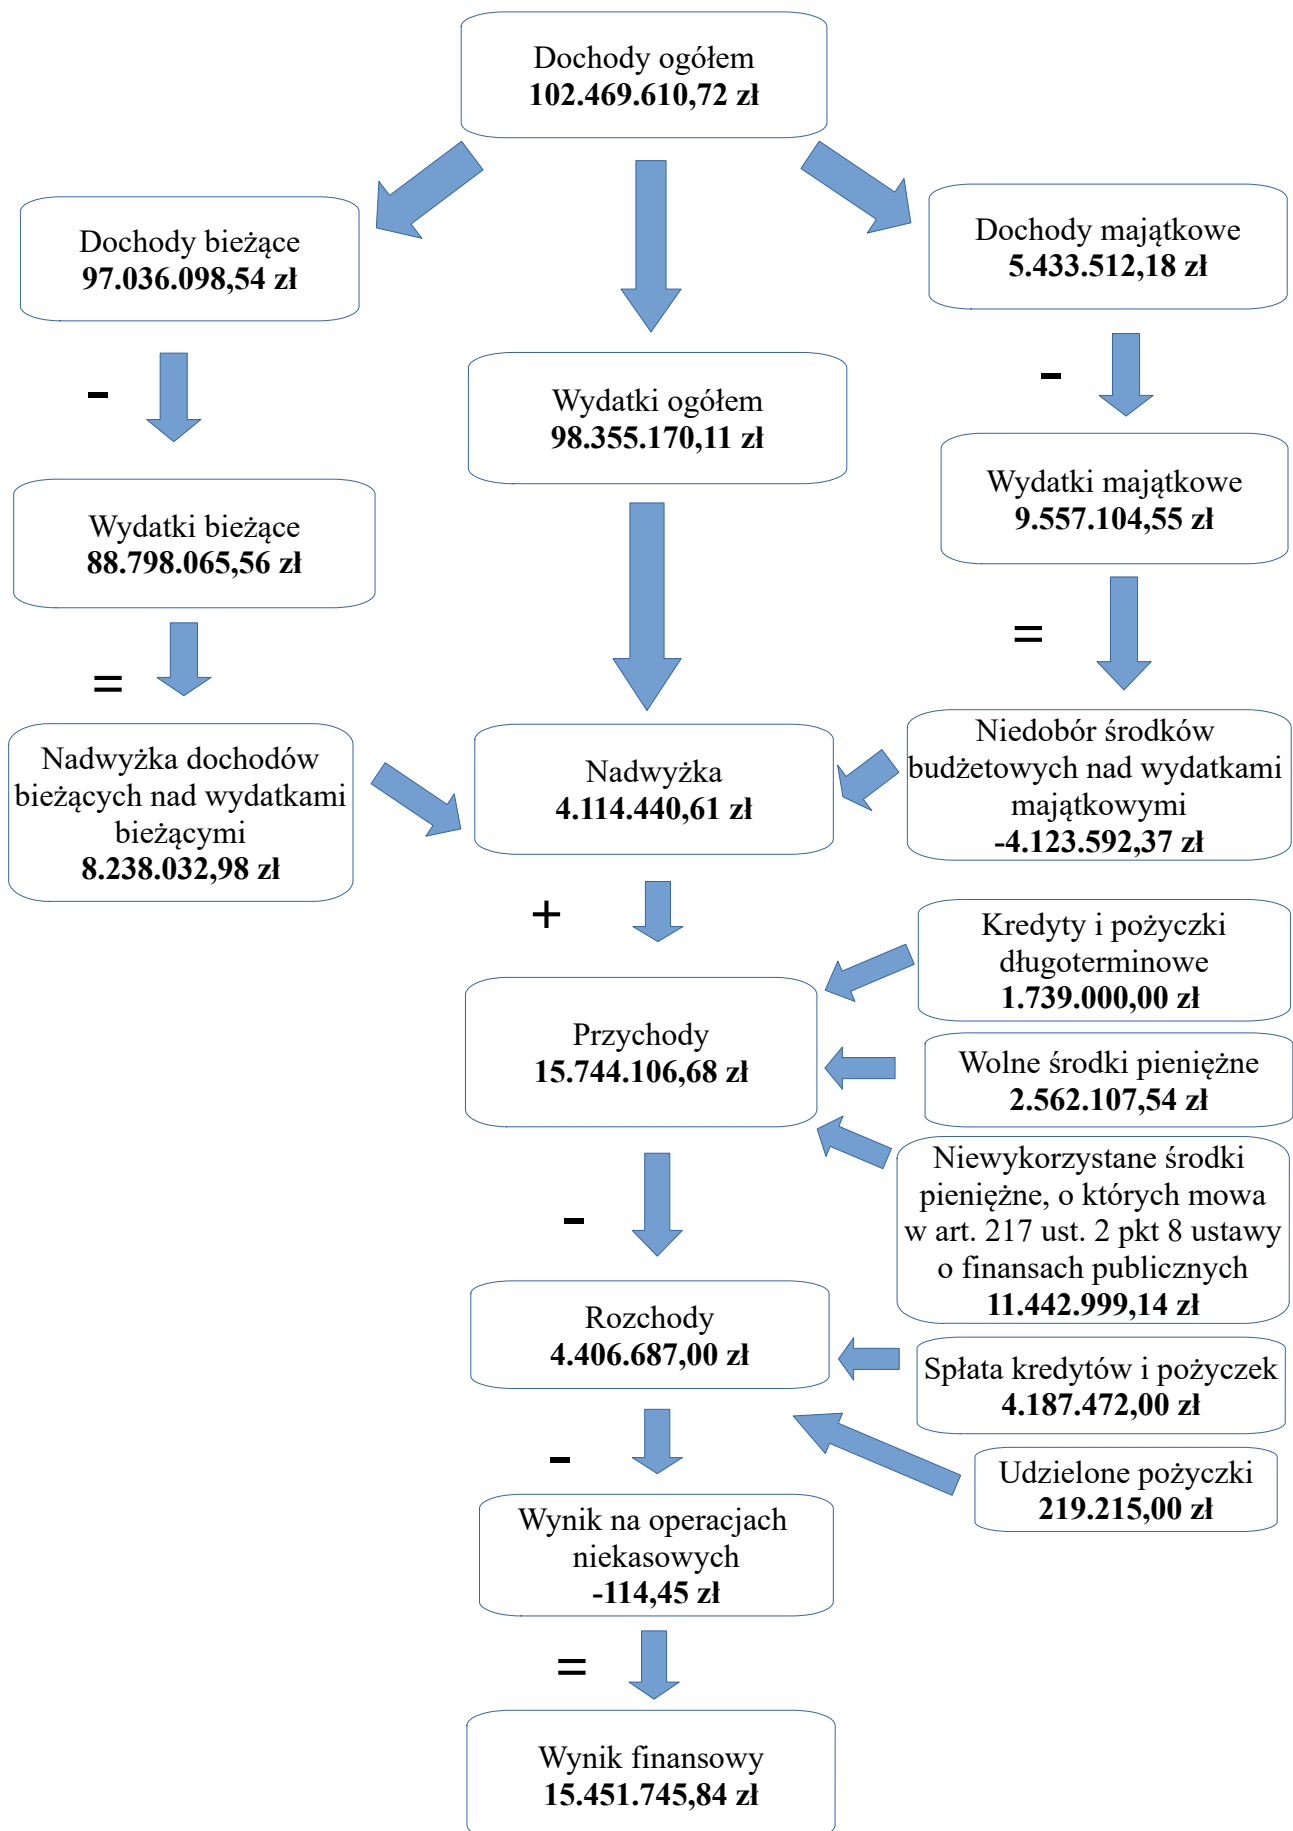 Dochody ogółem
102.469.610,72 zł
Dochody bieżące
97.036.098,54 zł
Dochody majątkowe
5.433.512,18 zł
-
-
Wydatki ogółem
98.355.170,11 zł
Wydatki bieżące
88.798.065,56 zł
Wydatki majątkowe
9.557.104,55 zł
=
=
Nadwyżka dochodów
bieżących nad wydatkami
bieżącymi
8.238.032,98 zł
Nadwyżka
4.114.440,61 zł
Niedobór środków
budżetowych nad wydatkami
majątkowymi
-4.123.592,37 zł
+
Kredyty i pożyczki
długoterminowe
1.739.000,00 zł
Przychody
15.744.106,68 zł
Wolne środki pieniężne
2.562.107,54 zł
Niewykorzystane środki
pieniężne, o których mowa
w art. 217 ust. 2 pkt 8 ustawy
o finansach publicznych
11.442.999,14 zł
-
Rozchody
4.406.687,00 zł
Spłata kredytów i pożyczek
4.187.472,00 zł
Udzielone pożyczki
219.215,00 zł
-
Wynik na operacjach
niekasowych
-114,45 zł
=
Wynik finansowy
15.451.745,84 zł